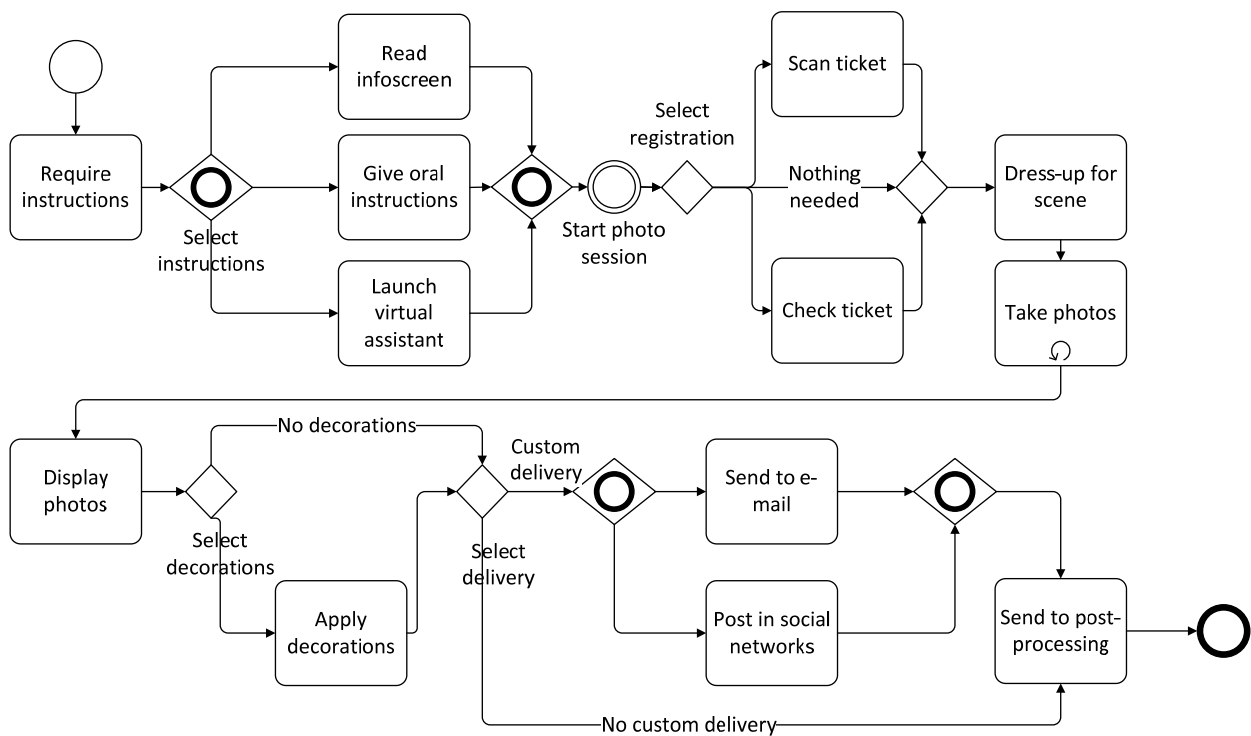 Read
infoscreen
Scan ticket
Select
registration
Require
instructions
Give oral
instructions
Nothing
needed
Dress-up for
scene
Select
instructions
Start photo
session
Launch
virtual
assistant
Check ticket
Take photos
No decorations
Custom
delivery
Display
photos
Send to e-
mail
Select
decorations
Select
delivery
Apply
decorations
Post in social
networks
Send to post-
processing
No custom delivery